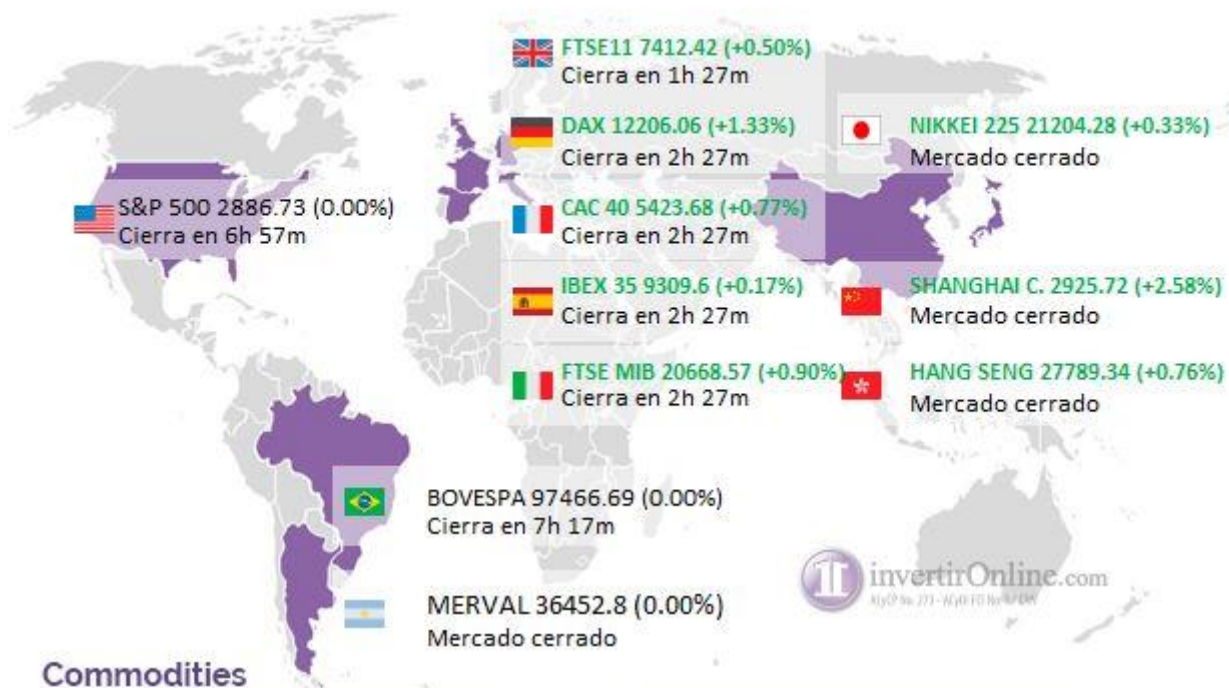 FTSE11 7412.42 (+0.50%)
Cierra en 1h 27m
DAX 12206.06 (+1.33%)
Cierra en 2h 27m
NIKKEI 225 21204.28 (+0.33%)
Mercado cerrado
S&P 500 2886.73 (0.00%)
Cierra en 6h 57m
CAC 40 5423.68 (+0.77%)
Cierra en 2h 27m
IBEX 35 9309.6 (+0.17%)
Cierra en 2h 27m
SHANGHAI C. 2925.72 (+2.58%)
Mercado cerrado
FTSE MIB 20668.57 (+0.90%)
Cierra en 2h 27m
HANG SENG 27789.34 (+0.76%)
Mercado cerrado
BOVESPA 97466.69 (0.00%)
Cierra en 7h 17m
invertirOnline.com
MERVAL 36452.8 (0.00%)
Mercado cerrado
Commodities